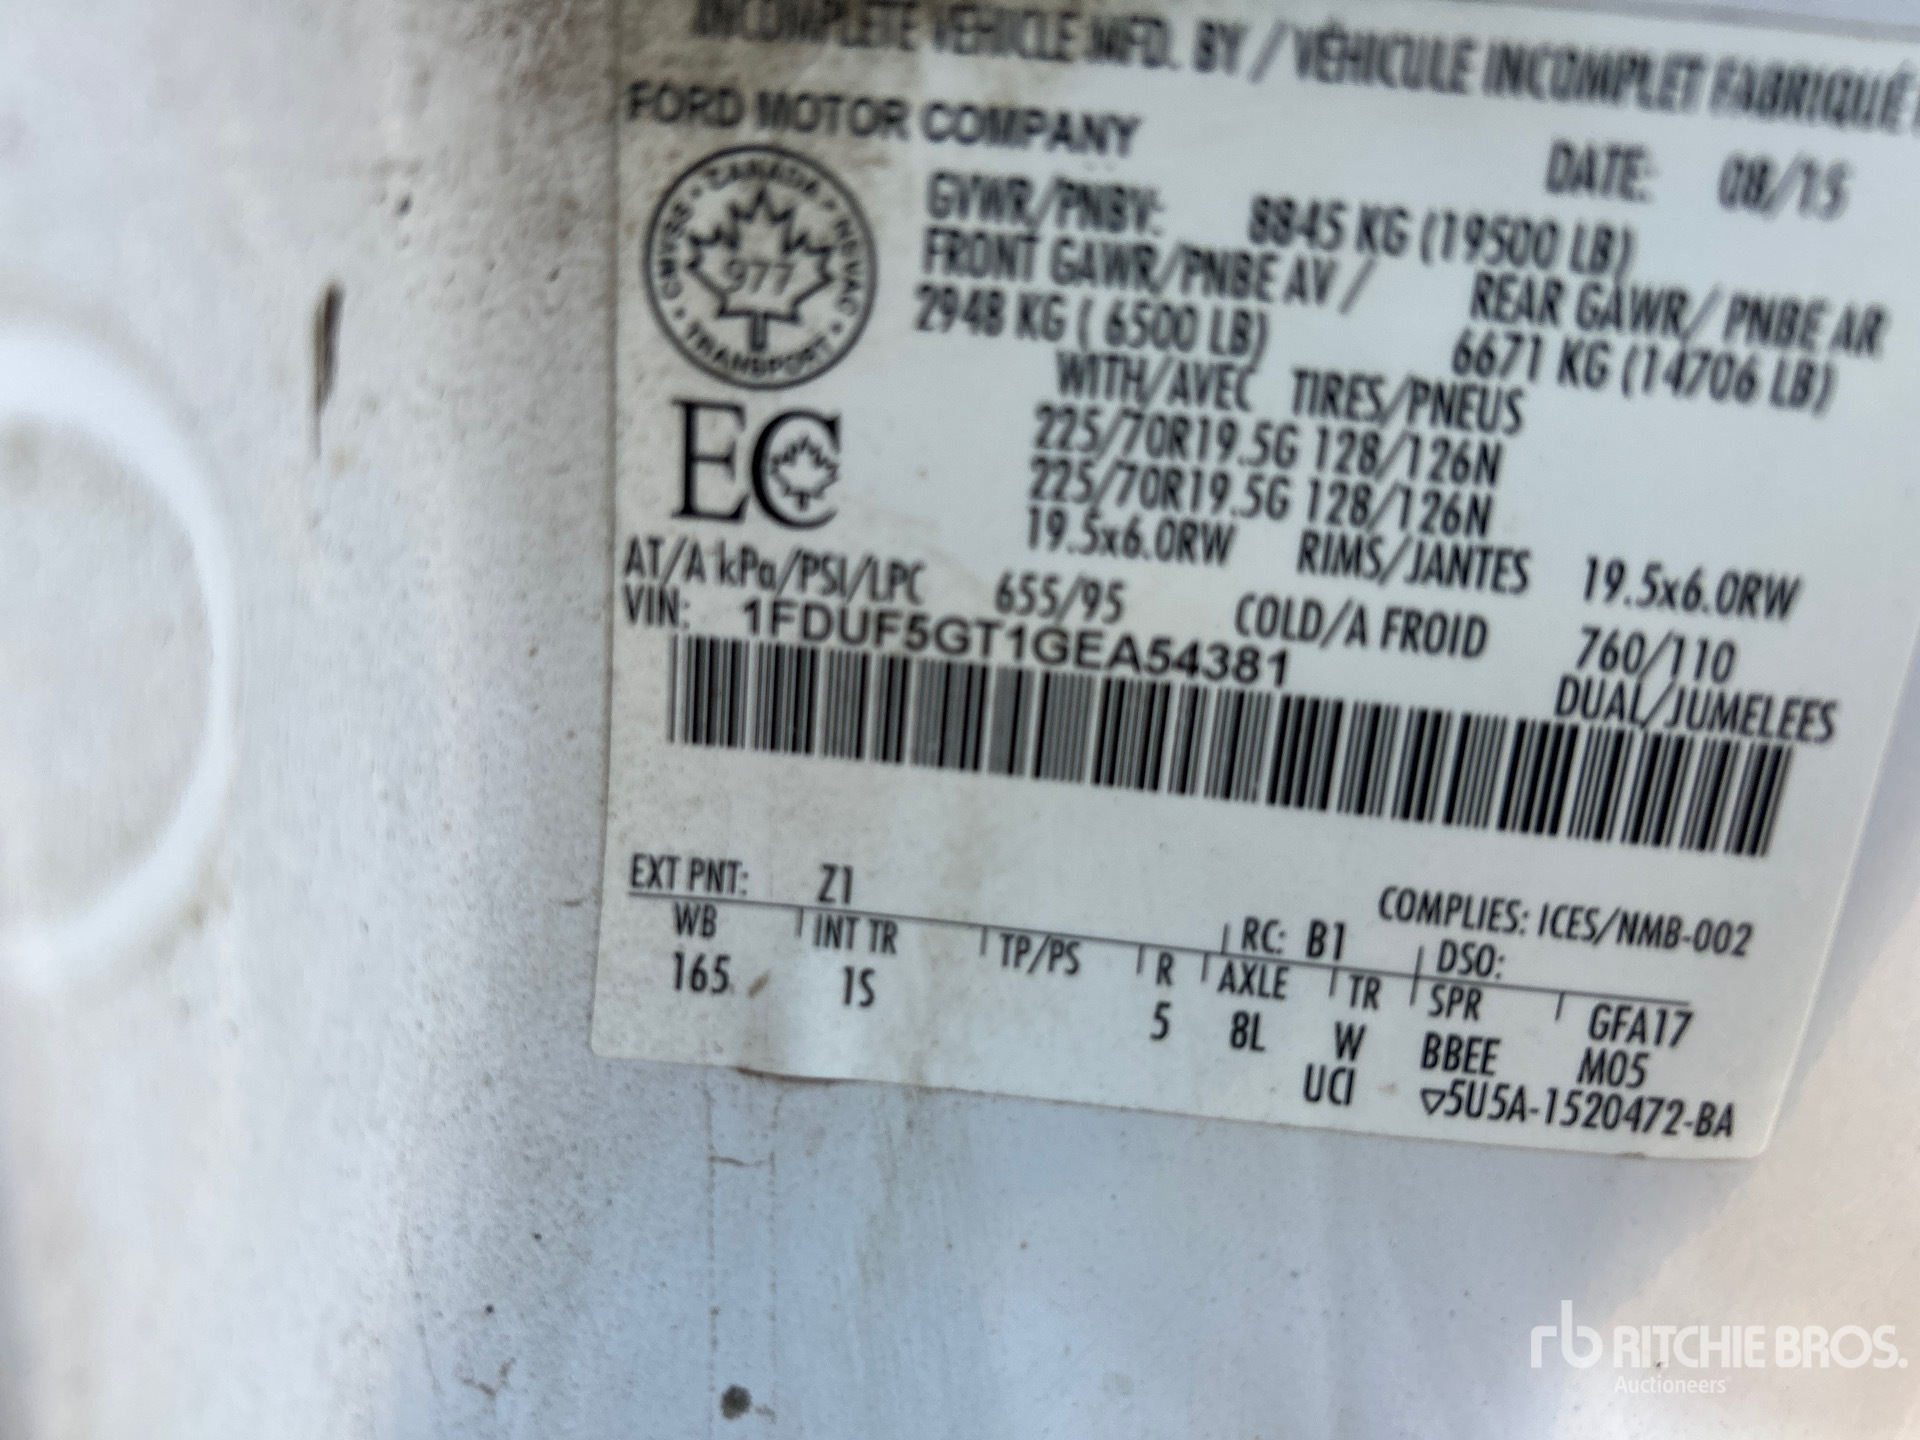 INCOMPLETE VEHICLE MFD. BY / VÉHICULE INCOMPLET FABRIQUÉ
FORD MOTOR COMPANY
DATE: 08/15
GVWR/PNBV: 8845 KG (19500 LB)
FRONT GAWR/PNBE AV / REAR GAWR/ PNBE AR
2948 KG ( 6500 LB) 6671 KG (14706 LB)
WITH/AVEC TIRES/PNEUS
225/70R19.5G 128/126N
225/70R19.5G 128/126N
19.5x6.0RW RIMS/JANTES 19.5x6.0RW
AT/A kPa/PSI/LPC 655/95 COLD/A FROID 760/110
VIN: 1FDUF5GT1GEA54381
DUAL/JUMELEES
CANADA • NSVAC • TRANSPORT • CMVSS •
977
EC
EXT PNT: Z1 RC: B1 COMPLIES: ICES/NMB-002
DSO:
WB INT TR TP/PS R AXLE TR SPR GFA17
165 1S 5 8L W BBEE M05
UCI ▽5U5A-1520472-BA
rb RITCHIE BROS.
Auctioneers